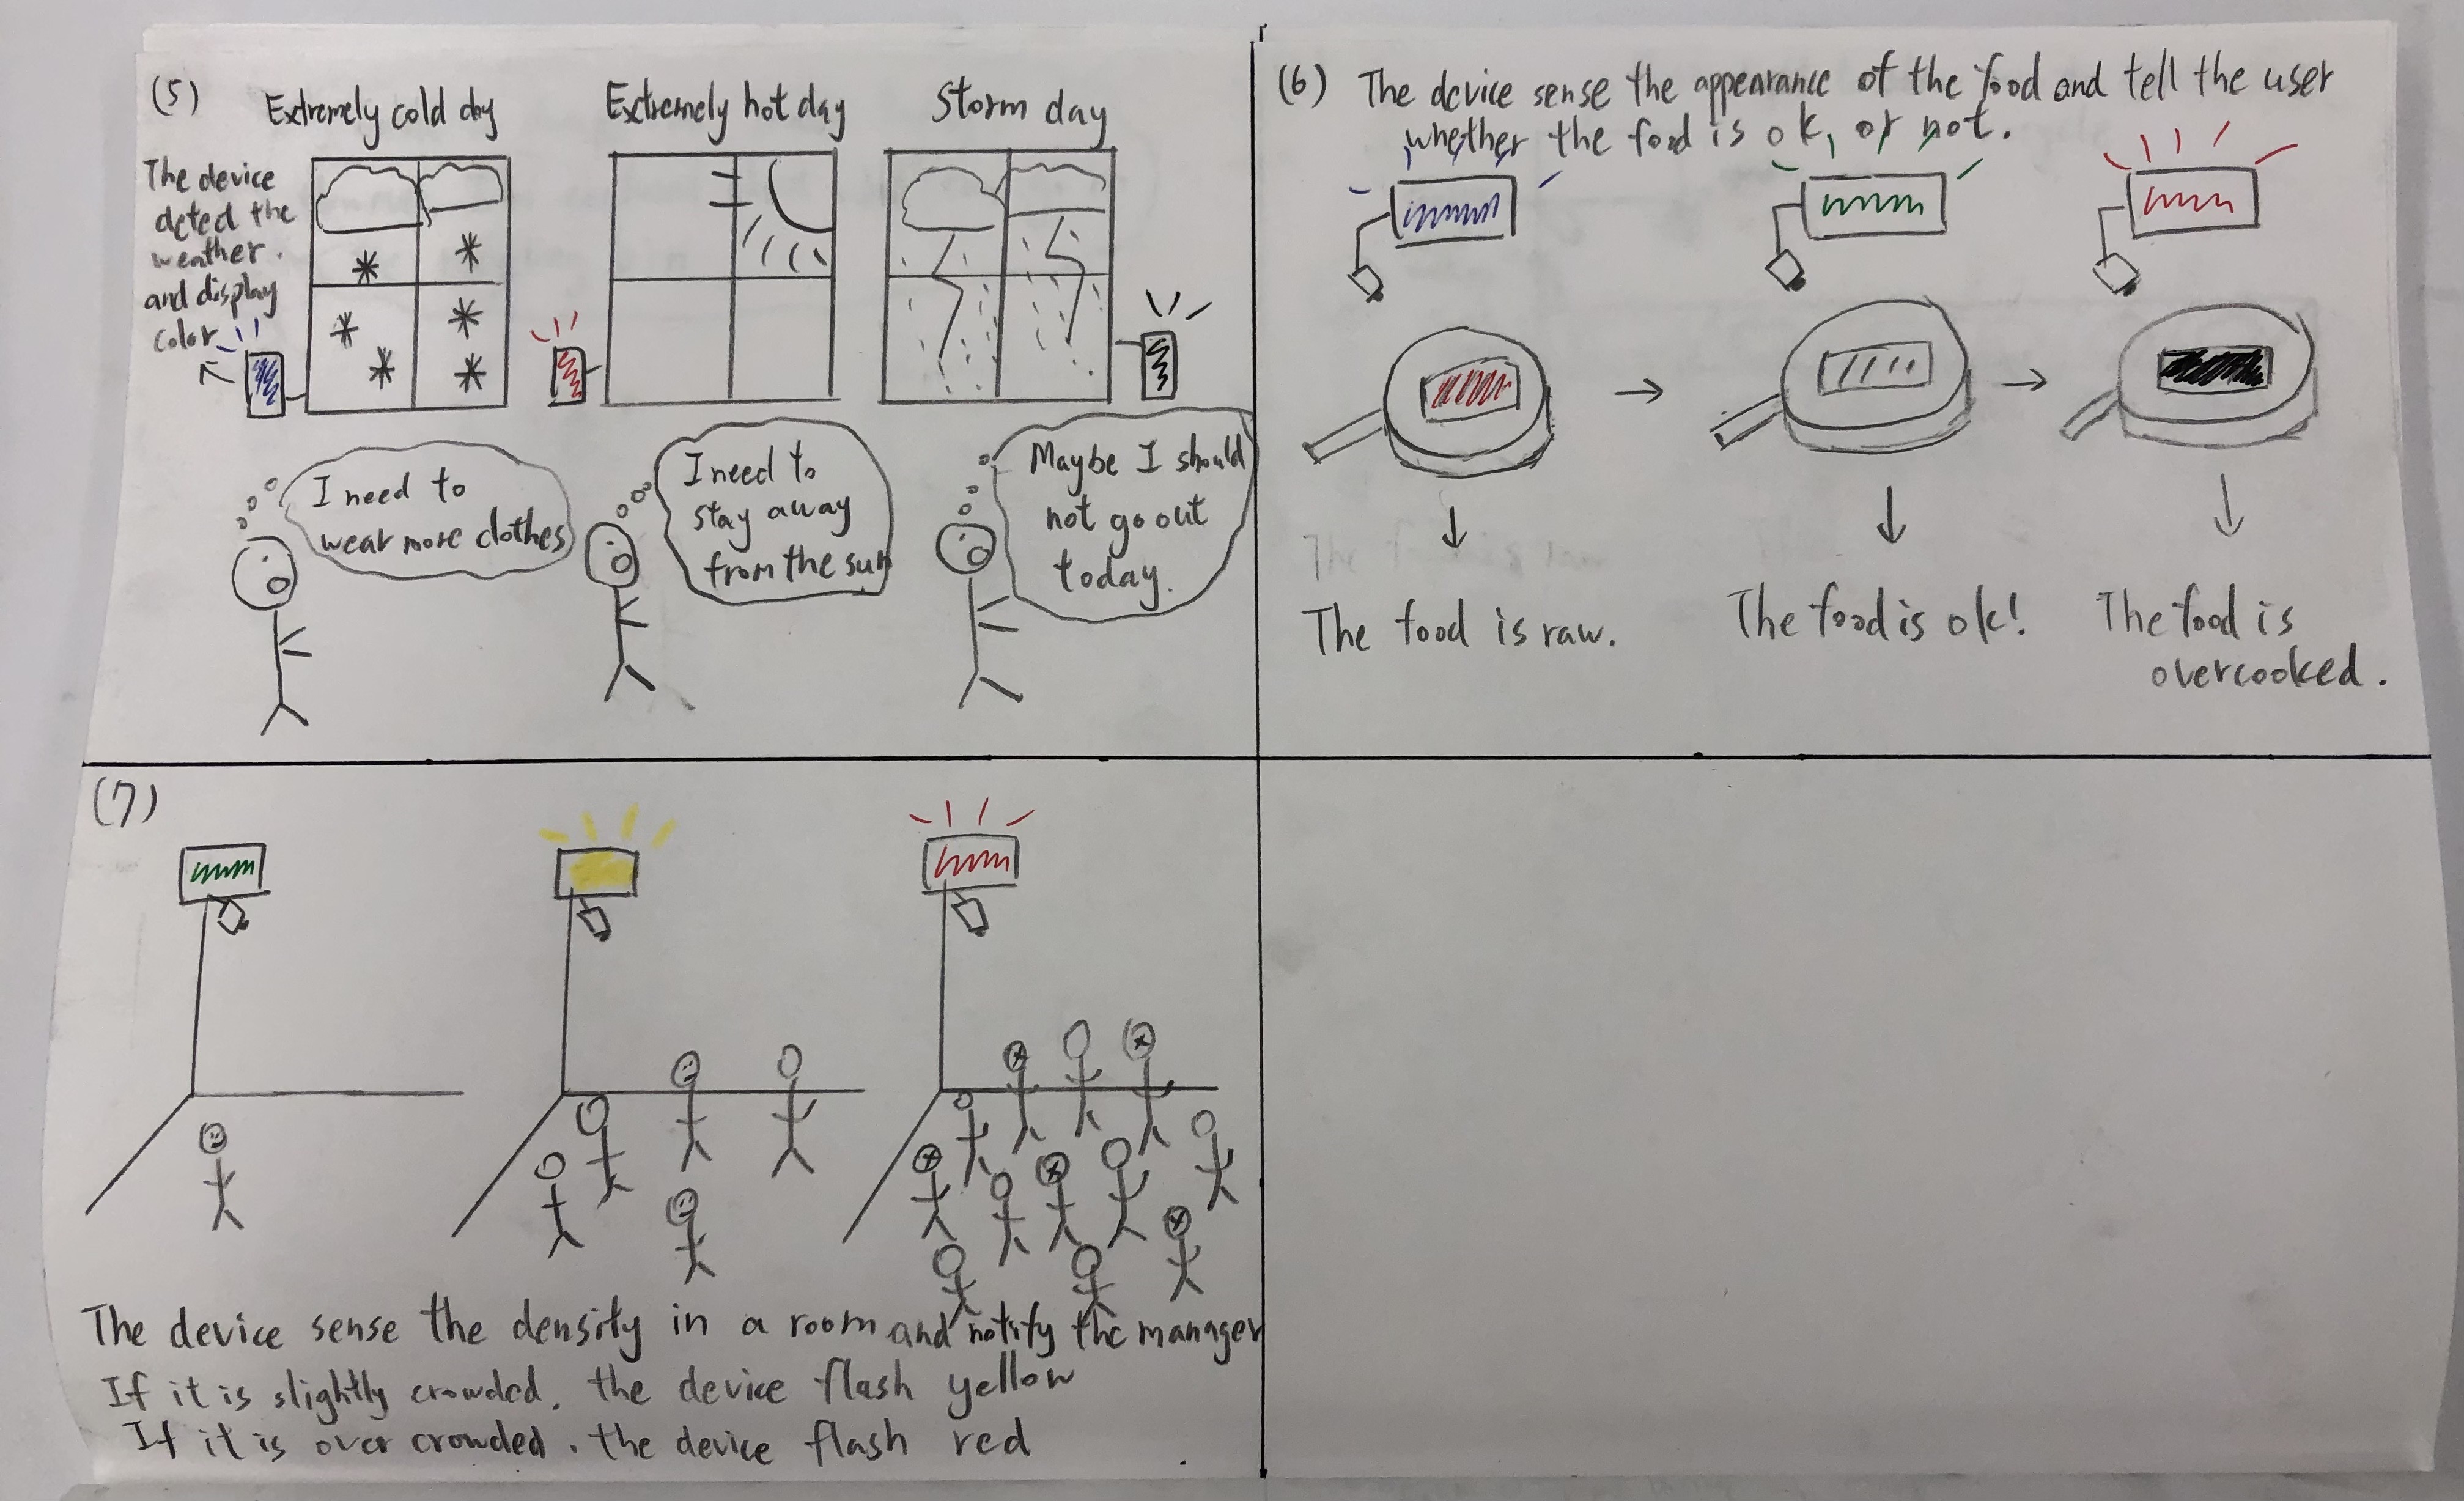 (5)
Extremely cold day
Extremely hot day
Storm day
The device
deted the
weather.
and display
color
I need to
wear more clothes
I need to
stay away
from the sun
Maybe I should
not go out
today.
(6) The device sense the appearance of the food and tell the user
whether the food is ok, or not.
The food is raw.
The food is ok!
The food is
overcooked.
(7)
The device sense the density in a room and notify the manager
If it is slightly crowded, the device flash yellow
If it is over crowded. the device flash red